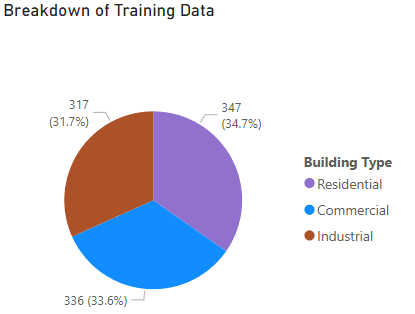 Breakdown of Training Data
317
(31.7%)
347
(34.7%)
336 (33.6%)
Building Type
Residential
Commercial
Industrial